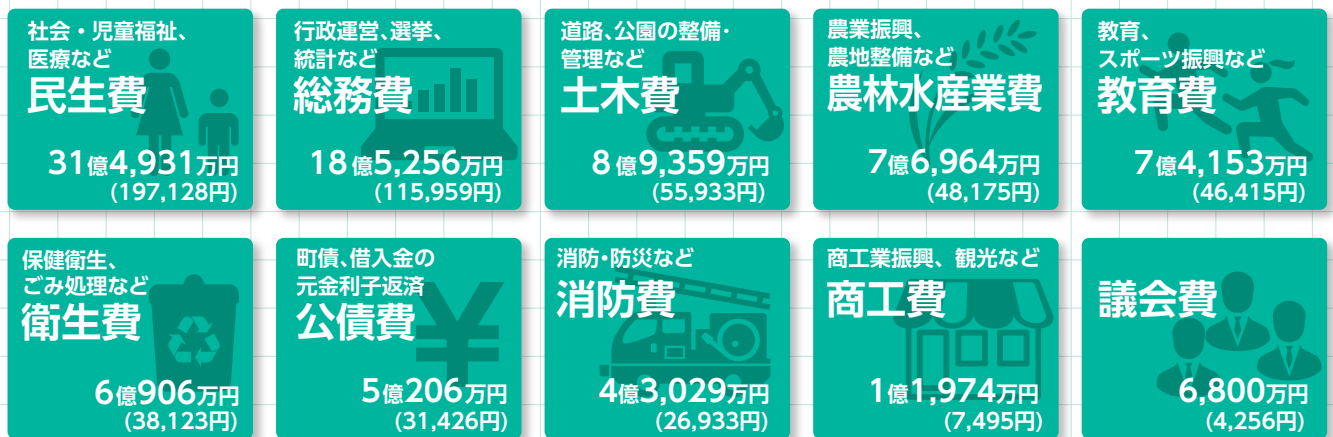 社会・児童福祉、
医療など
民生費
31億4,931万円
(197,128円)
行政運営、選挙、
統計など
総務費
18億5,256万円
(115,959円)
道路、公園の整備・
管理など
土木費
8億9,359万円
(55,933円)
農業振興、
農地整備など
農林水産業費
7億6,964万円
(48,175円)
教育、
スポーツ振興など
教育費
7億4,153万円
(46,415円)
保健衛生、
ごみ処理など
衛生費
6億906万円
(38,123円)
町債、借入金の
元金利子返済
公債費
¥
5億206万円
(31,426円)
消防・防災など
消防費
4億3,029万円
(26,933円)
商工業振興、観光など
商工費
1億1,974万円
(7,495円)
議会費
6,800万円
(4,256円)